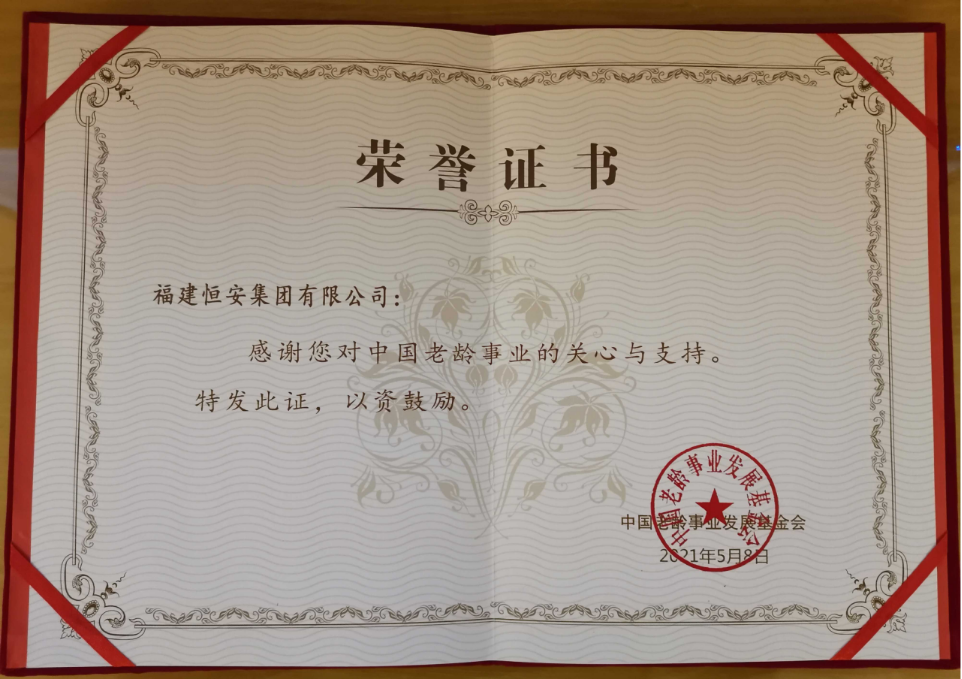 荣誉证书
福建恒安集团有限公司：
感谢您对中国老龄事业的关心与支持。
特发此证，以资鼓励。
中国老龄事业发展基金会
中国老龄事业发展基金会
2021年5月8日